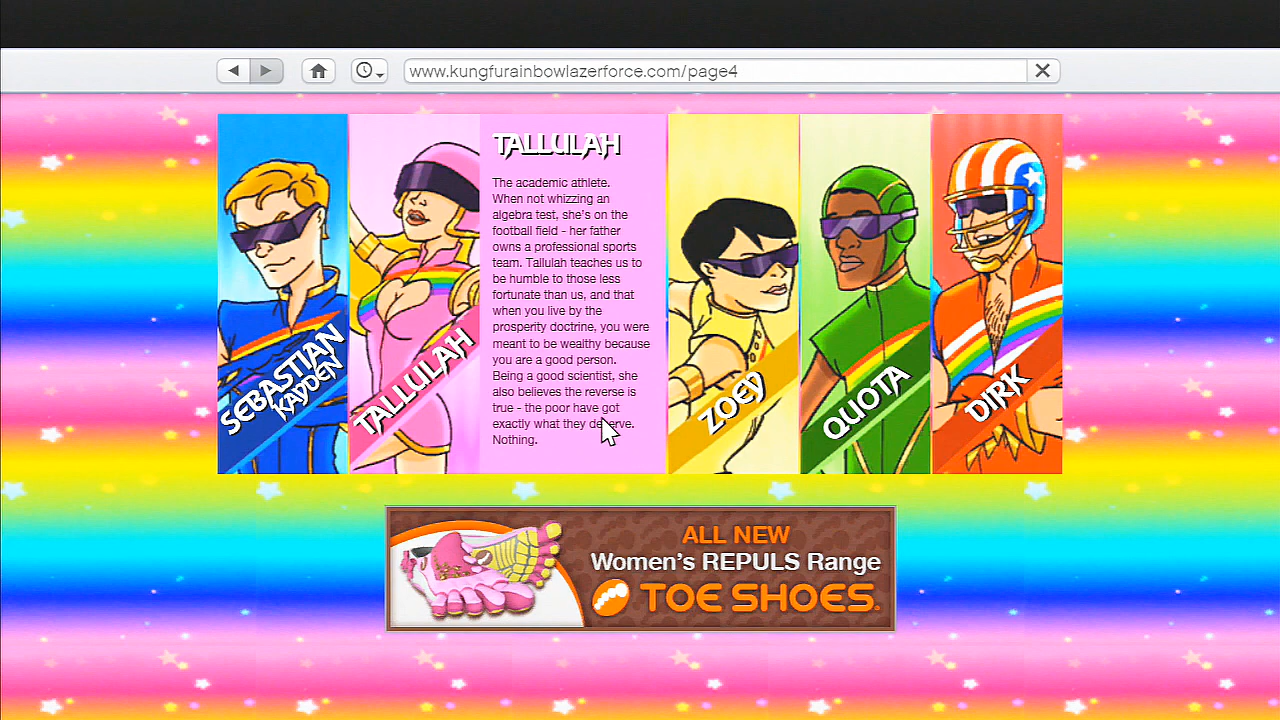 www.kungfurainbowlazerforce.com/page4
SEBASTIAN
KAYDEN
TALLULAH
TALLULAH
The academic athlete.
When not whizzing an
algebra test, she's on the
football field - her father
owns a professional sports
team. Tallulah teaches us to
be humble to those less
fortunate than us, and that
when you live by the
prosperity doctrine, you were
meant to be wealthy because
you are a good person.
Being a good scientist, she
also believes the reverse is
true - the poor have got
exactly what they deserve.
Nothing.
ZOEY
QUOTA
DIRK
ALL NEW
Women's REPULS Range
TOE SHOES.